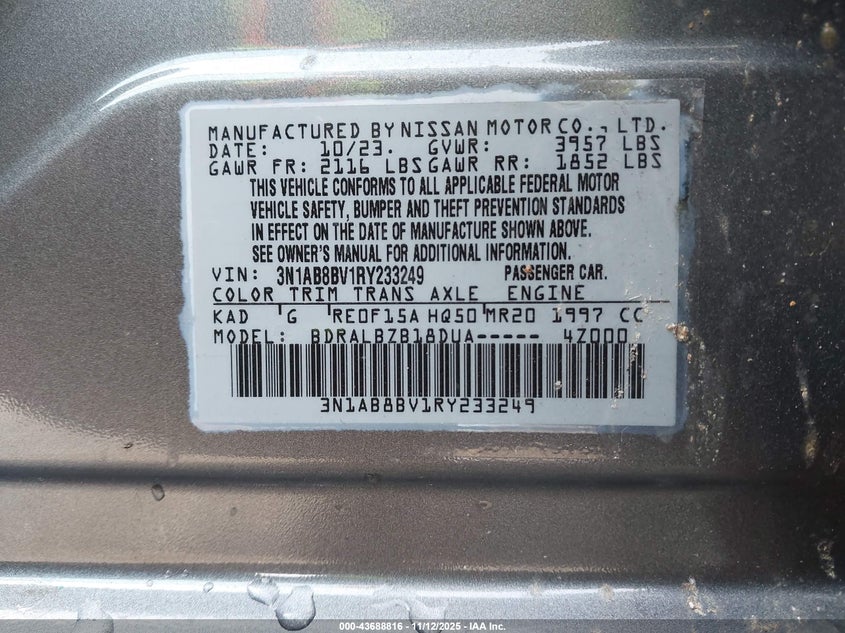 MANUFACTURED BY NISSAN MOTOR CO., LTD.
DATE: 10/23. GVWR: 3957 LBS
GAWR FR: 2116 LBS GAWR RR: 1852 LBS
THIS VEHICLE CONFORMS TO ALL APPLICABLE FEDERAL MOTOR
VEHICLE SAFETY, BUMPER AND THEFT PREVENTION STANDARDS
IN EFFECT ON THE DATE OF MANUFACTURE SHOWN ABOVE.
SEE OWNER'S MANUAL FOR ADDITIONAL INFORMATION.
VIN: 3N1AB8BV1RY233249 PASSENGER CAR.
COLOR TRIM TRANS AXLE ENGINE
KAD G RE0F15A HQ50 MR20 1997 CC
MODEL: BDRALBZB18DUA----- 4Z000
3N1AB8BV1RY233249
000-43688816 - 11/12/2025 - IAA Inc.